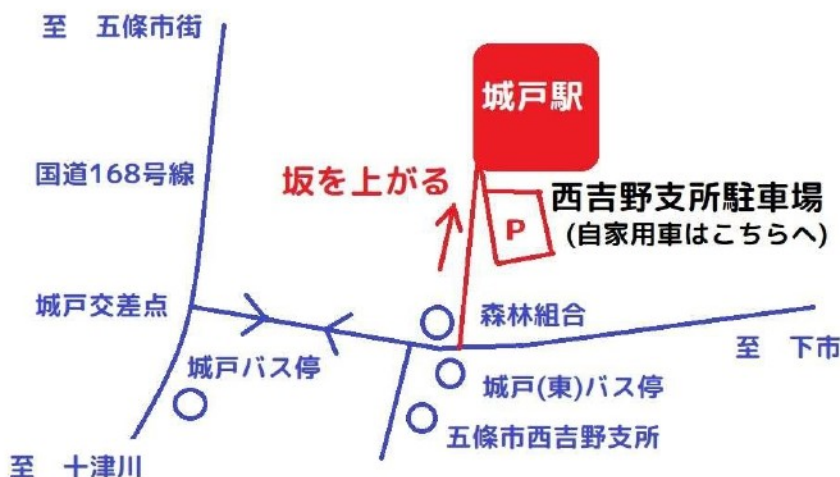 至　五條市街
城戸駅
国道168号線
坂を上がる
西吉野支所駐車場
P
(自家用車はこちらへ)
城戸交差点
森林組合
至　下市
城戸バス停
城戸(東)バス停
五條市西吉野支所
至　十津川